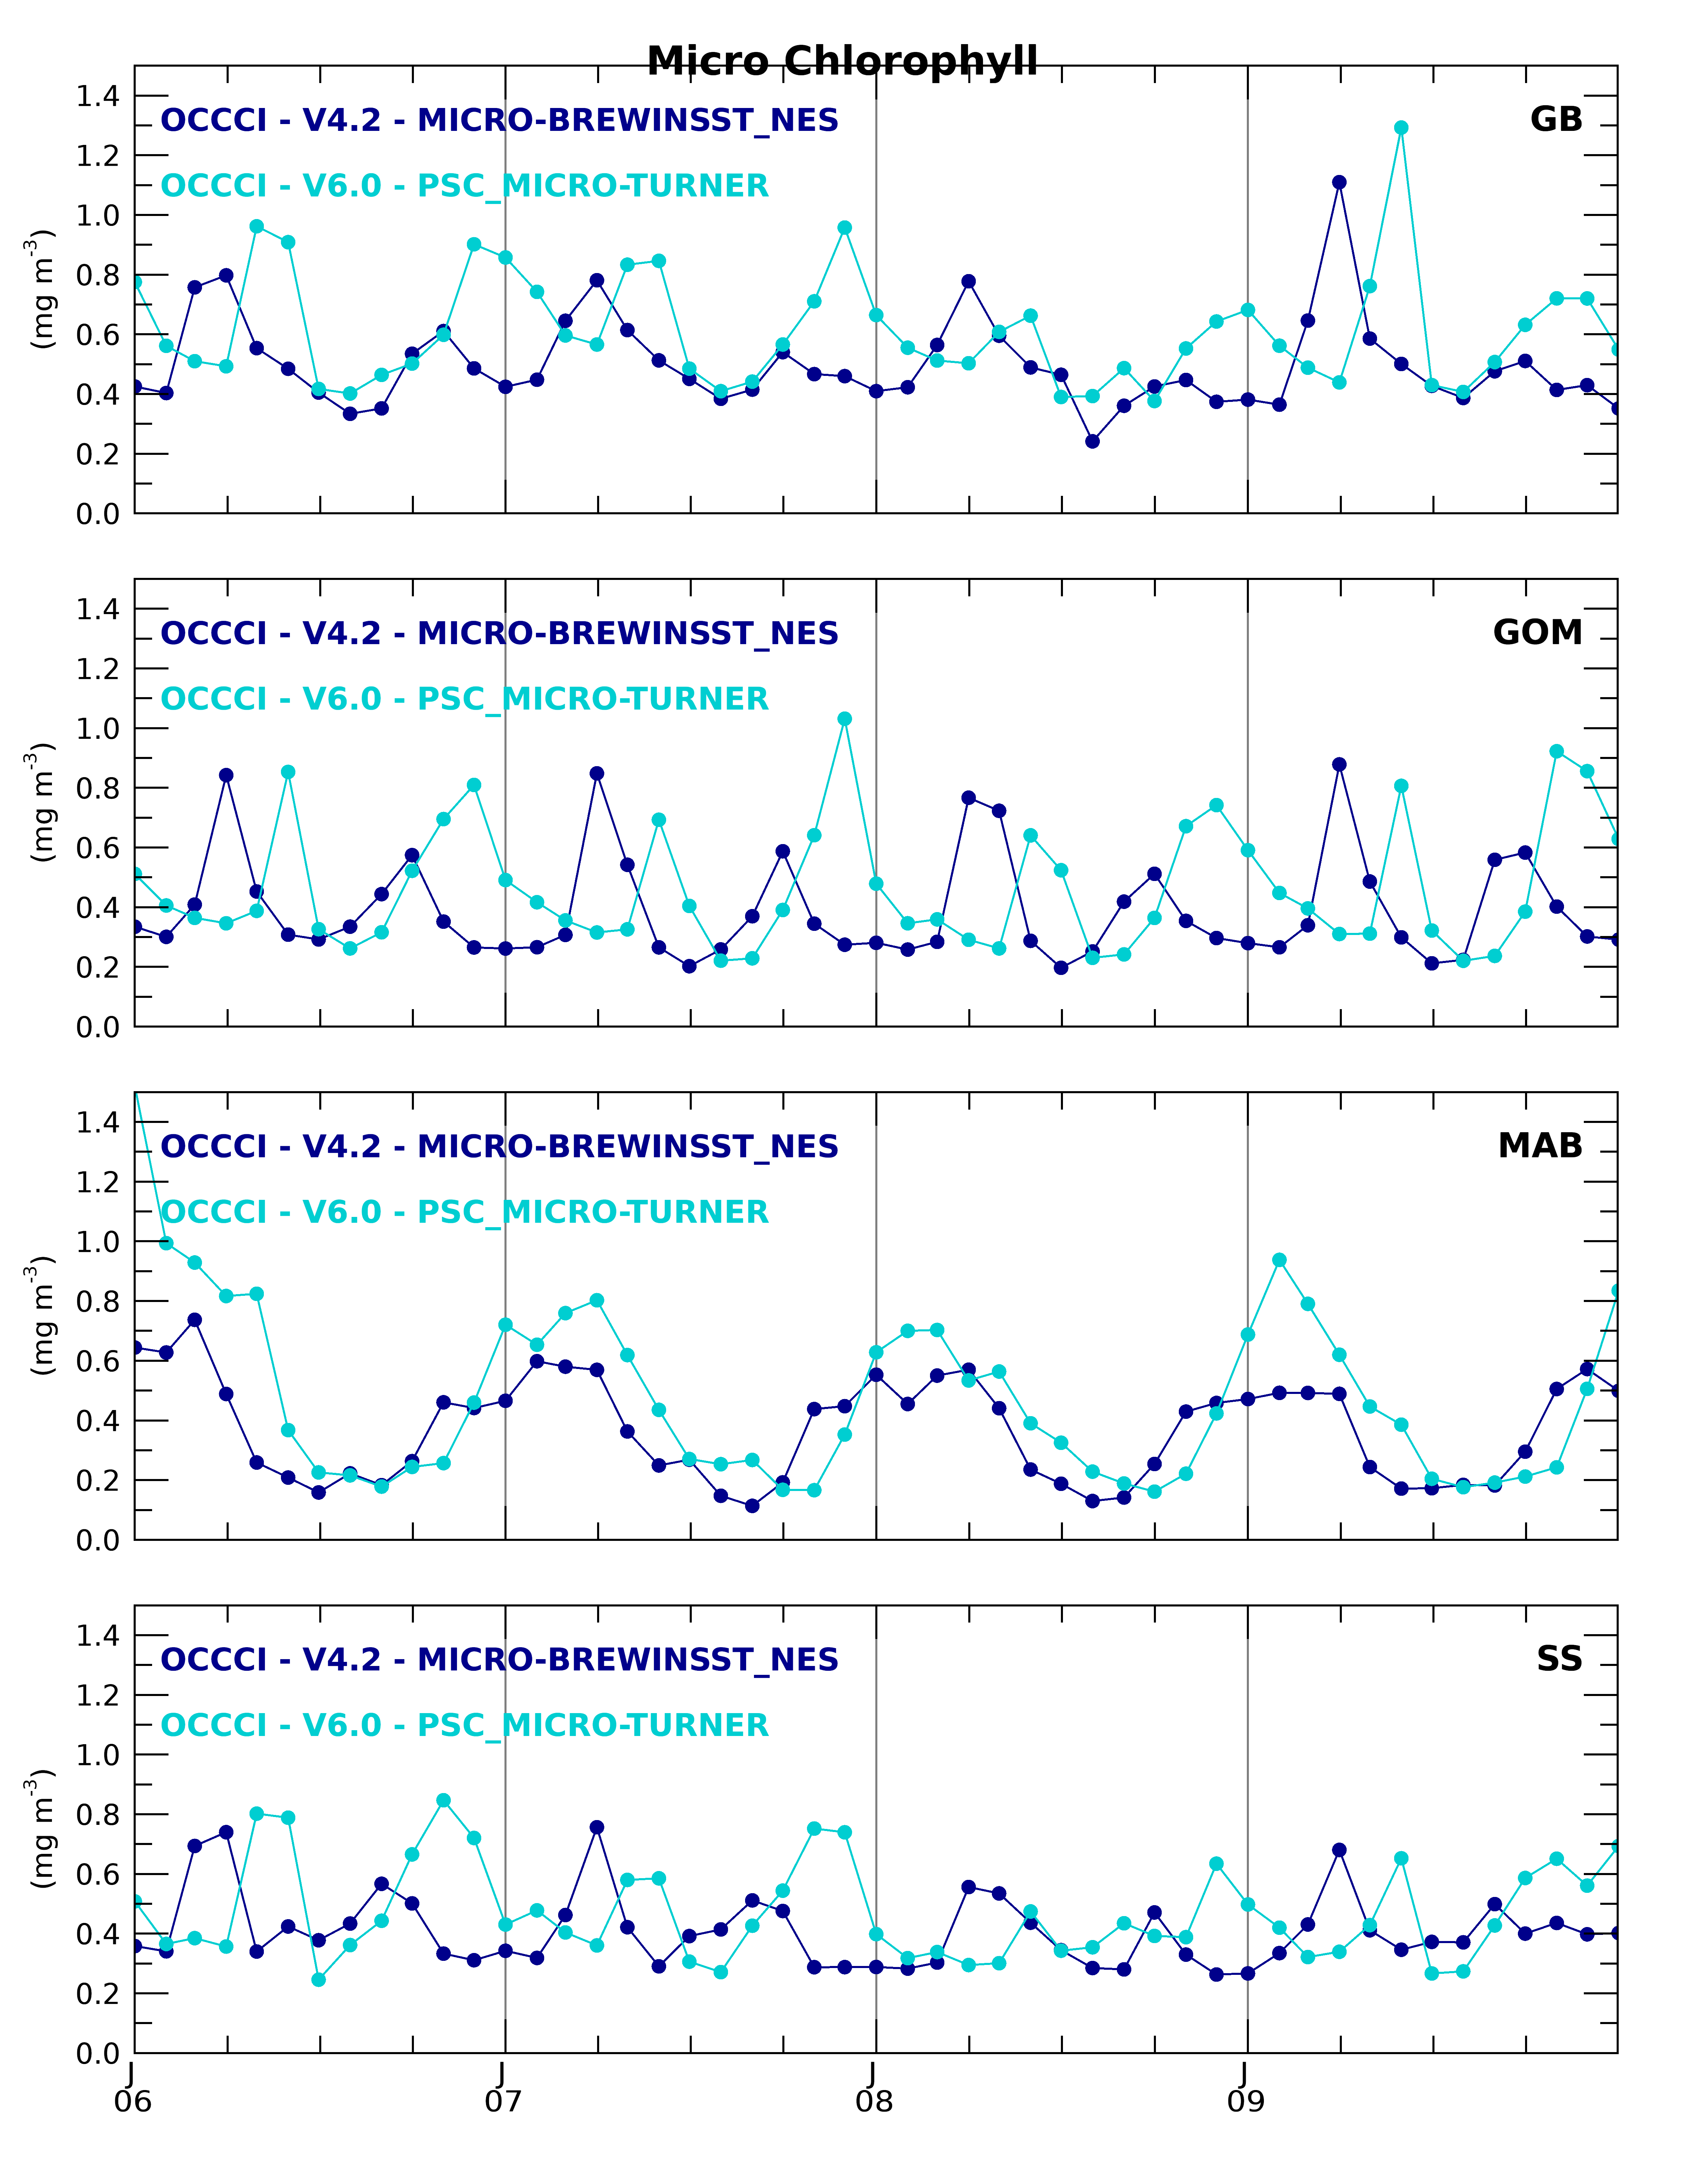 Micro Chlorophyll
1.4
OCCCI - V4.2 - MICRO-BREWINSST_NES
GB
1.2
OCCCI - V6.0 - PSC_MICRO-TURNER
1.0
0.8
(mg m⁻³)
0.6
0.4
0.2
0.0
1.4
OCCCI - V4.2 - MICRO-BREWINSST_NES
GOM
1.2
OCCCI - V6.0 - PSC_MICRO-TURNER
1.0
0.8
(mg m⁻³)
0.6
0.4
0.2
0.0
1.4
OCCCI - V4.2 - MICRO-BREWINSST_NES
MAB
1.2
OCCCI - V6.0 - PSC_MICRO-TURNER
1.0
0.8
(mg m⁻³)
0.6
0.4
0.2
0.0
1.4
OCCCI - V4.2 - MICRO-BREWINSST_NES
SS
1.2
OCCCI - V6.0 - PSC_MICRO-TURNER
1.0
0.8
(mg m⁻³)
0.6
0.4
0.2
0.0
J J J J
06 07 08 09